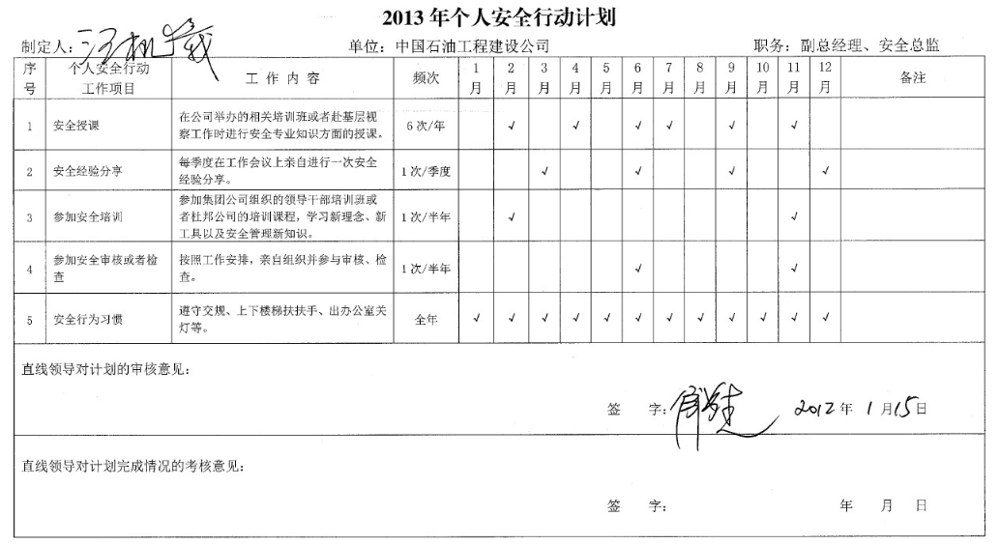 2013年个人安全行动计划
制定人：
单位：中国石油工程建设公司
职务：副总经理、安全总监
序号 个人安全行动工作项目 工作内容 频次 1月 2月 3月 4月 5月 6月 7月 8月 9月 10月 11月 12月 备注
1 安全授课 在公司举办的相关培训班或者赴基层视 6次/年 √ √ √ √ √ √
察工作时进行安全专业知识方面的授课。
2 安全经验分享 每季度在工作会议上亲自进行一次安全 1次/季度 √ √ √ √
经验分享。
参加集团公司组织的领导干部培训班或
3 参加安全培训 者杜邦公司的培训课程，学习新理念、新 1次/半年 √ √
工具以及安全管理新知识。
4 参加安全审核或者检 按照工作安排，亲自组织并参与审核、检 1次/半年 √ √
查 查。
5 安全行为习惯 遵守交规、上下楼梯扶扶手、出办公室关 全年 √ √ √ √ √ √ √ √ √ √ √ √
灯等。
直线领导对计划的审核意见：
签 字： 2012年1月15日
直线领导对计划完成情况的考核意见：
签 字： 年 月 日